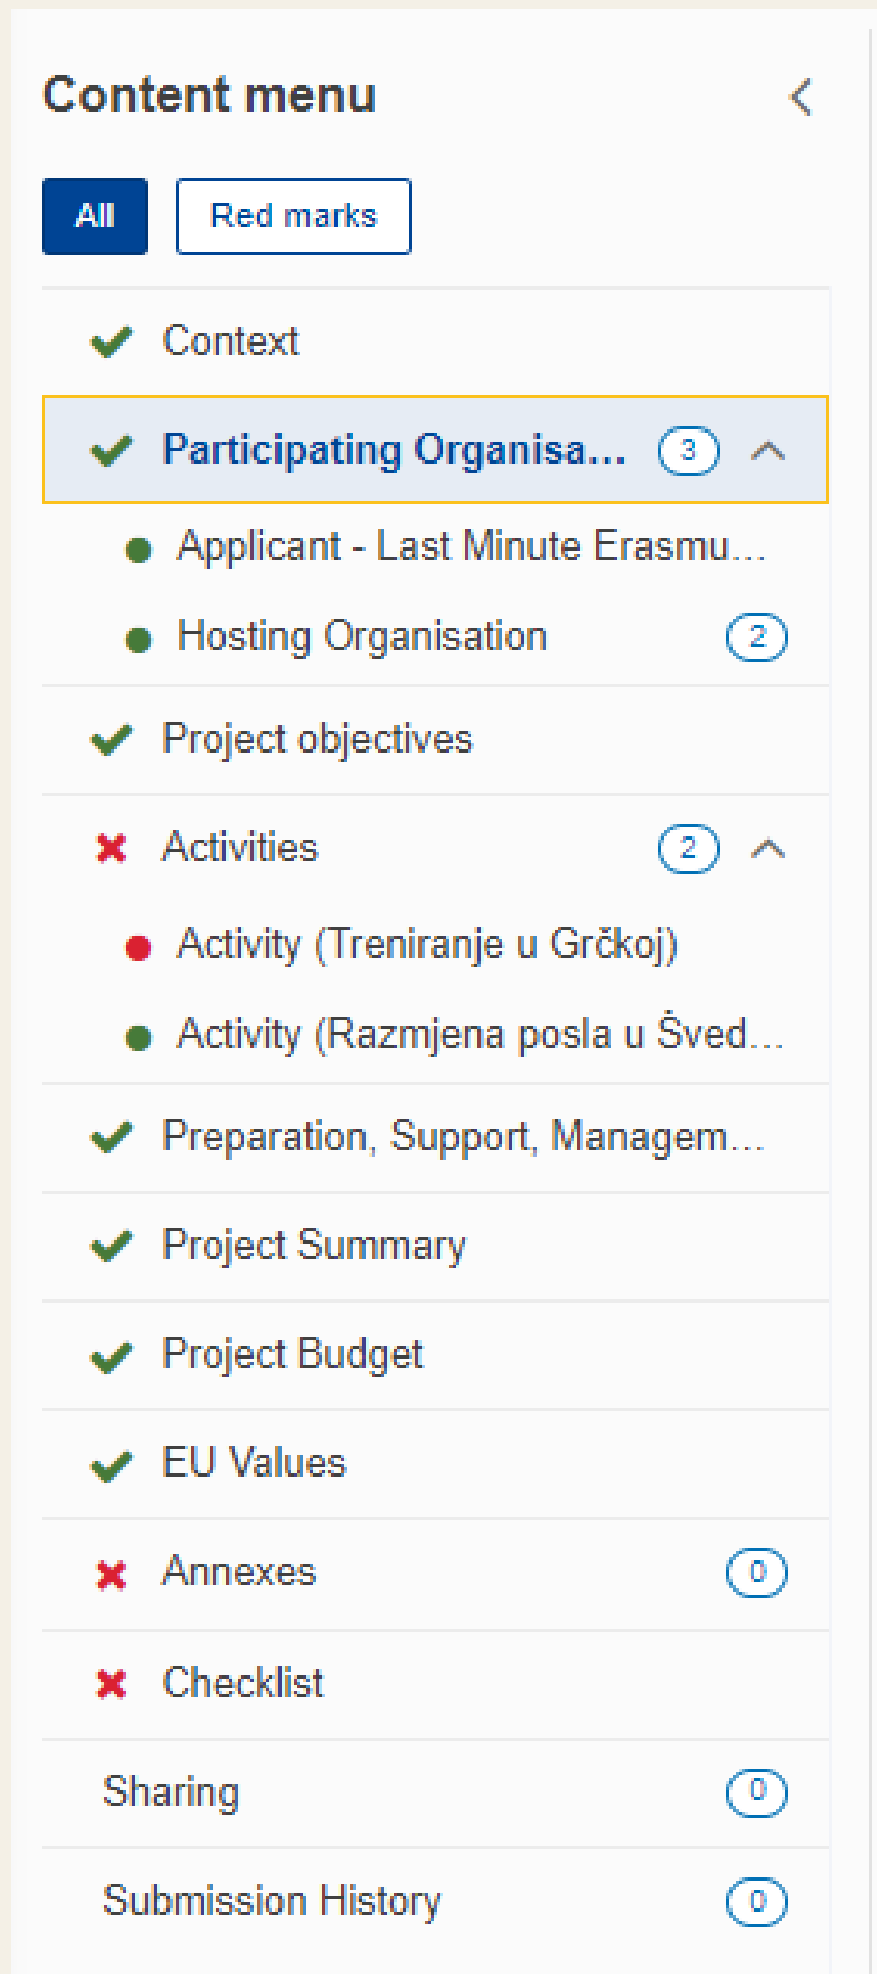 Content menu
All Red marks
Context
Participating Organisa... 3
Applicant - Last Minute Erasmu...
Hosting Organisation 2
Project objectives
Activities 2
Activity (Treniranje u Grčkoj)
Activity (Razmjena posla u Šved...
Preparation, Support, Managem...
Project Summary
Project Budget
EU Values
Annexes 0
Checklist
Sharing 0
Submission History 0